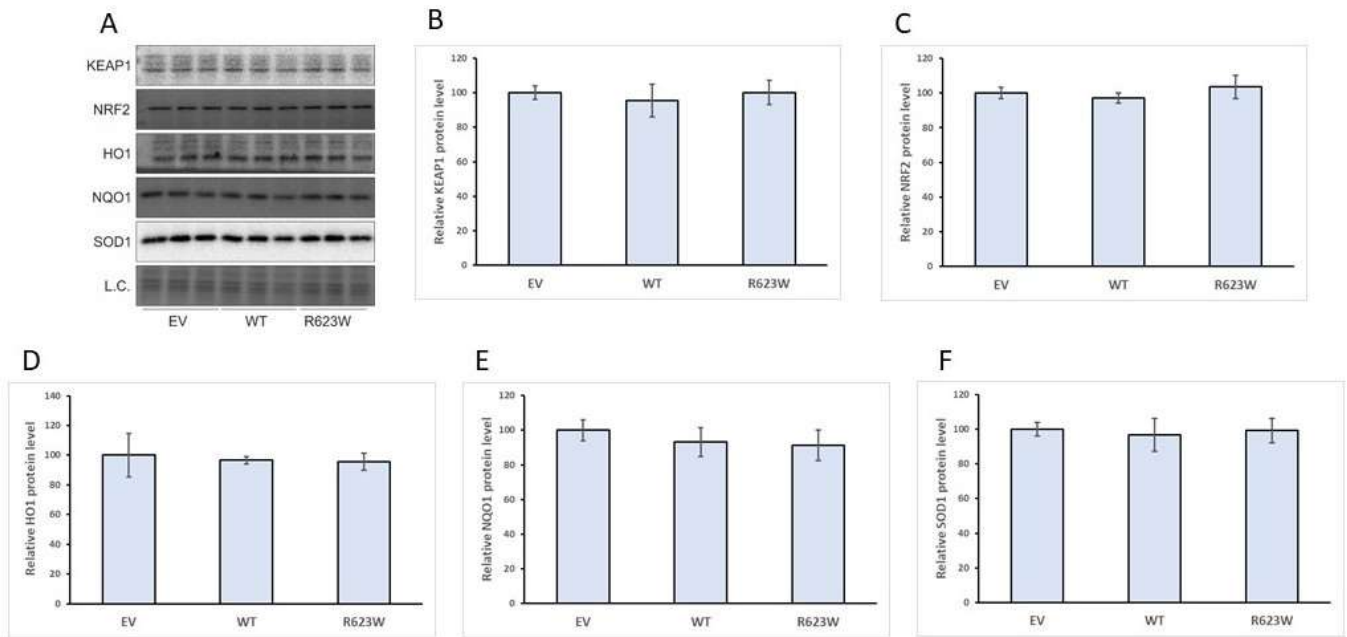 A
KEAP1
NRF2
HO1
NQO1
SOD1
L.C.
EV WT R623W
B
Relative KEAP1 protein level
120
100
80
60
40
20
0
EV WT R623W
C
Relative NRF2 protein level
120
100
80
60
40
20
0
EV WT R623W
D
Relative HO1 protein level
140
120
100
80
60
40
20
0
EV WT R623W
E
Relative NQO1 protein level
120
100
80
60
40
20
0
EV WT R623W
F
Relative SOD1 protein level
120
100
80
60
40
20
0
EV WT R623W